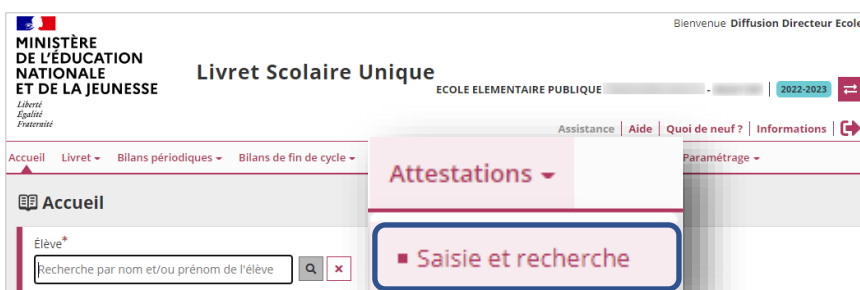 Bienvenue Diffusion Directeur Ecole
MINISTÈRE
DE L'ÉDUCATION
NATIONALE
ET DE LA JEUNESSE
Liberté
Égalité
Fraternité
Livret Scolaire Unique
ECOLE ELEMENTAIRE PUBLIQUE - 2022-2023
Assistance Aide Quoi de neuf ? Informations
Accueil Livret Bilans périodiques Bilans de fin de cycle Paramétrage
Attestations
Accueil
Saisie et recherche
Élève*
Recherche par nom et/ou prénom de l'élève